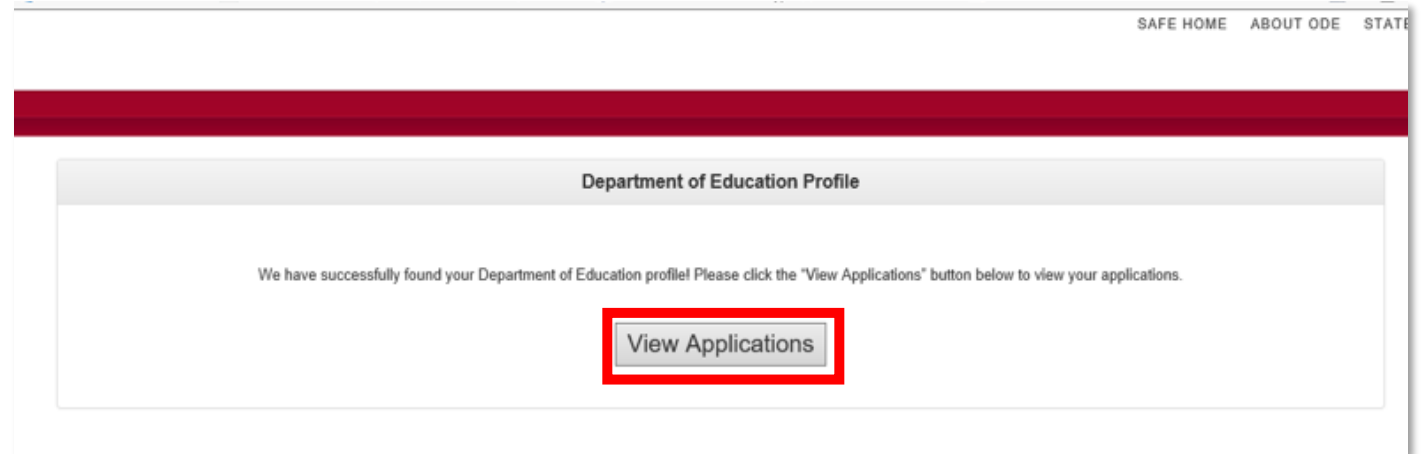 SAFE HOME ABOUT ODE STATE
Department of Education Profile
We have successfully found your Department of Education profile! Please click the "View Applications" button below to view your applications.
View Applications